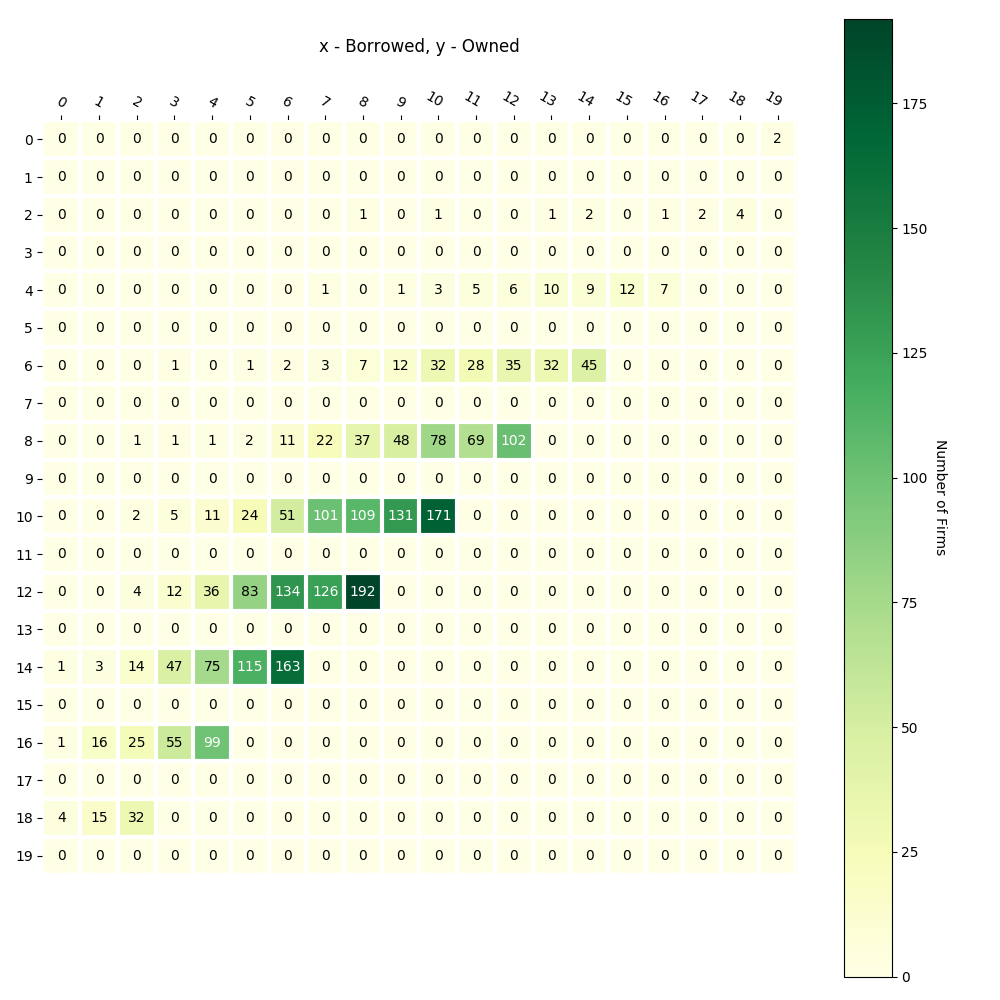 x - Borrowed, y - Owned
0 1 2 3 4 5 6 7 8 9 10 11 12 13 14 15 16 17 18 19
0 0 0 0 0 0 0 0 0 0 0 0 0 0 0 0 0 0 0 0 2
1 0 0 0 0 0 0 0 0 0 0 0 0 0 0 0 0 0 0 0 0
2 0 0 0 0 0 0 0 0 1 0 1 0 0 1 2 0 1 2 4 0
3 0 0 0 0 0 0 0 0 0 0 0 0 0 0 0 0 0 0 0 0
4 0 0 0 0 0 0 0 1 0 1 3 5 6 10 9 12 7 0 0 0
5 0 0 0 0 0 0 0 0 0 0 0 0 0 0 0 0 0 0 0 0
6 0 0 0 1 0 1 2 3 7 12 32 28 35 32 45 0 0 0 0 0
7 0 0 0 0 0 0 0 0 0 0 0 0 0 0 0 0 0 0 0 0
8 0 0 1 1 1 2 11 22 37 48 78 69 102 0 0 0 0 0 0 0
9 0 0 0 0 0 0 0 0 0 0 0 0 0 0 0 0 0 0 0 0
10 0 0 2 5 11 24 51 101 109 131 171 0 0 0 0 0 0 0 0 0
11 0 0 0 0 0 0 0 0 0 0 0 0 0 0 0 0 0 0 0 0
12 0 0 4 12 36 83 134 126 192 0 0 0 0 0 0 0 0 0 0 0
13 0 0 0 0 0 0 0 0 0 0 0 0 0 0 0 0 0 0 0 0
14 1 3 14 47 75 115 163 0 0 0 0 0 0 0 0 0 0 0 0 0
15 0 0 0 0 0 0 0 0 0 0 0 0 0 0 0 0 0 0 0 0
16 1 16 25 55 99 0 0 0 0 0 0 0 0 0 0 0 0 0 0 0
17 0 0 0 0 0 0 0 0 0 0 0 0 0 0 0 0 0 0 0 0
18 4 15 32 0 0 0 0 0 0 0 0 0 0 0 0 0 0 0 0 0
19 0 0 0 0 0 0 0 0 0 0 0 0 0 0 0 0 0 0 0 0
175
150
125
100
75
50
25
0
Number of Firms